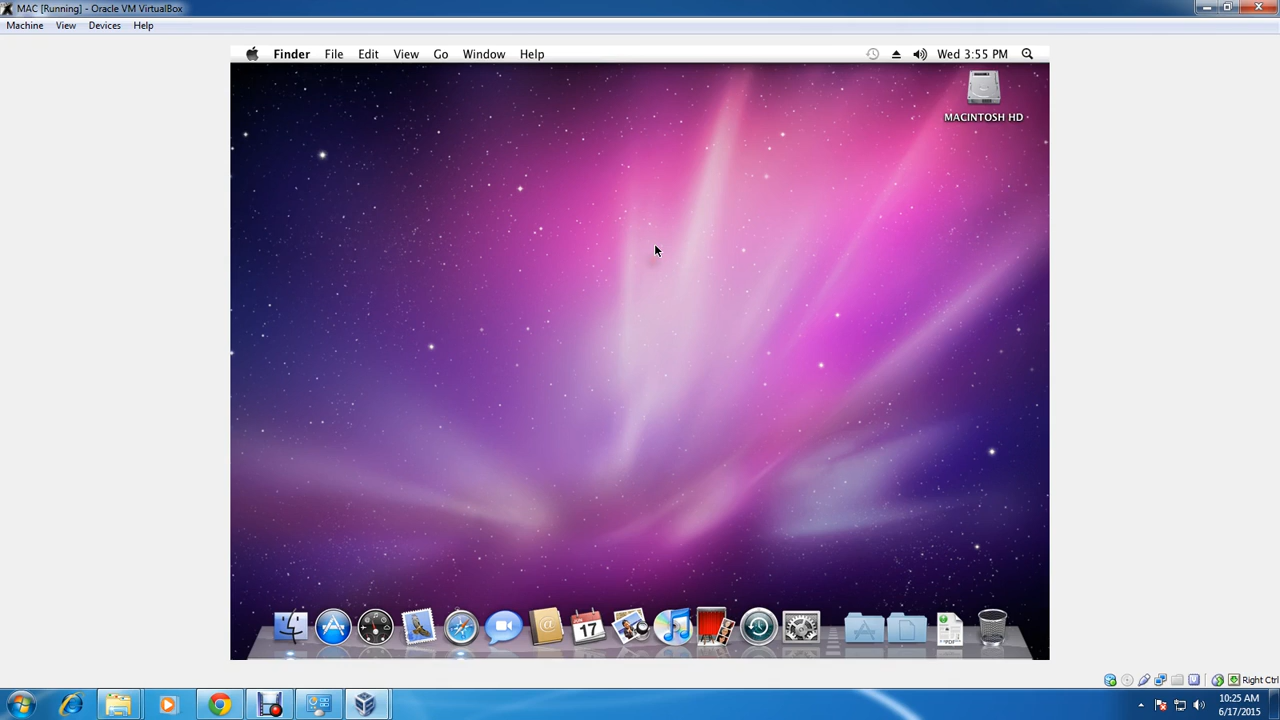 MAC [Running] - Oracle VM VirtualBox
Machine View Devices Help
Finder File Edit View Go Window Help Wed 3:55 PM
MACINTOSH HD
17
Right Ctrl
10:25 AM
6/17/2015